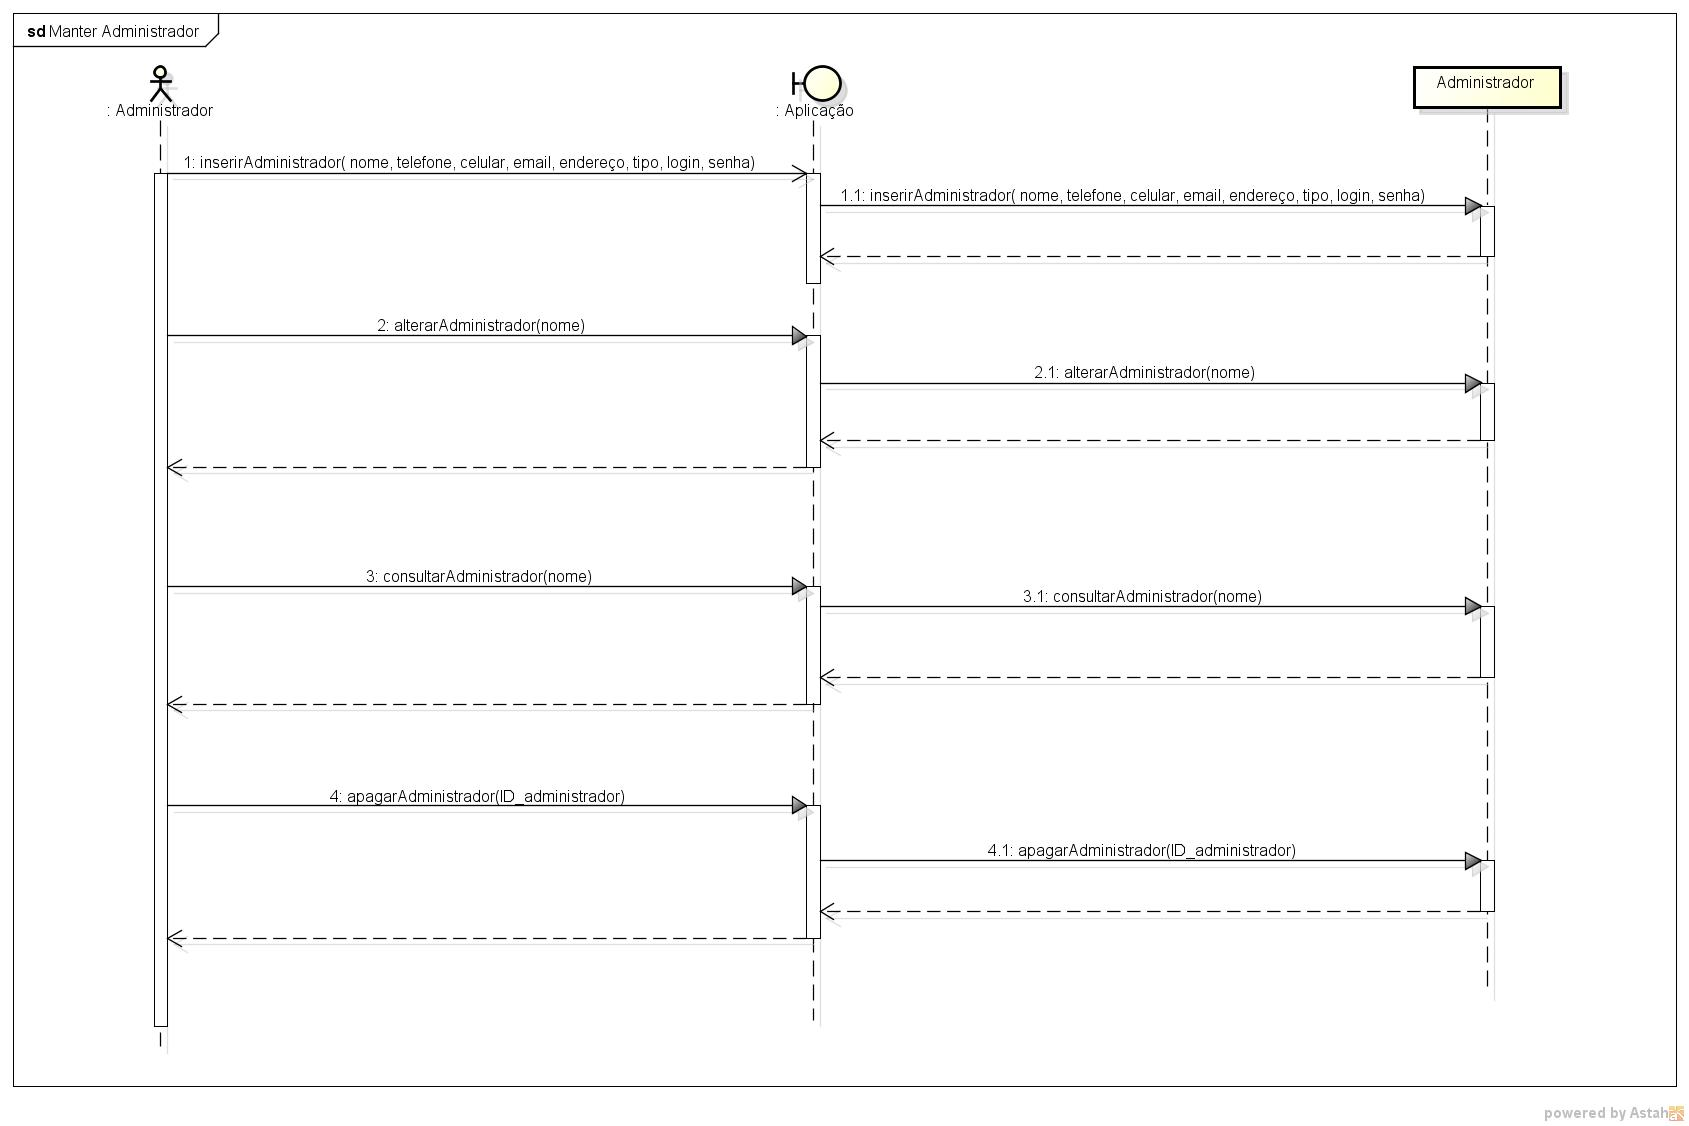 sd Manter Administrador
: Administrador
: Aplicação
Administrador
1: inserirAdministrador( nome, telefone, celular, email, endereço, tipo, login, senha)
1.1: inserirAdministrador( nome, telefone, celular, email, endereço, tipo, login, senha)
2: alterarAdministrador(nome)
2.1: alterarAdministrador(nome)
3: consultarAdministrador(nome)
3.1: consultarAdministrador(nome)
4: apagarAdministrador(ID_administrador)
4.1: apagarAdministrador(ID_administrador)
powered by Astah